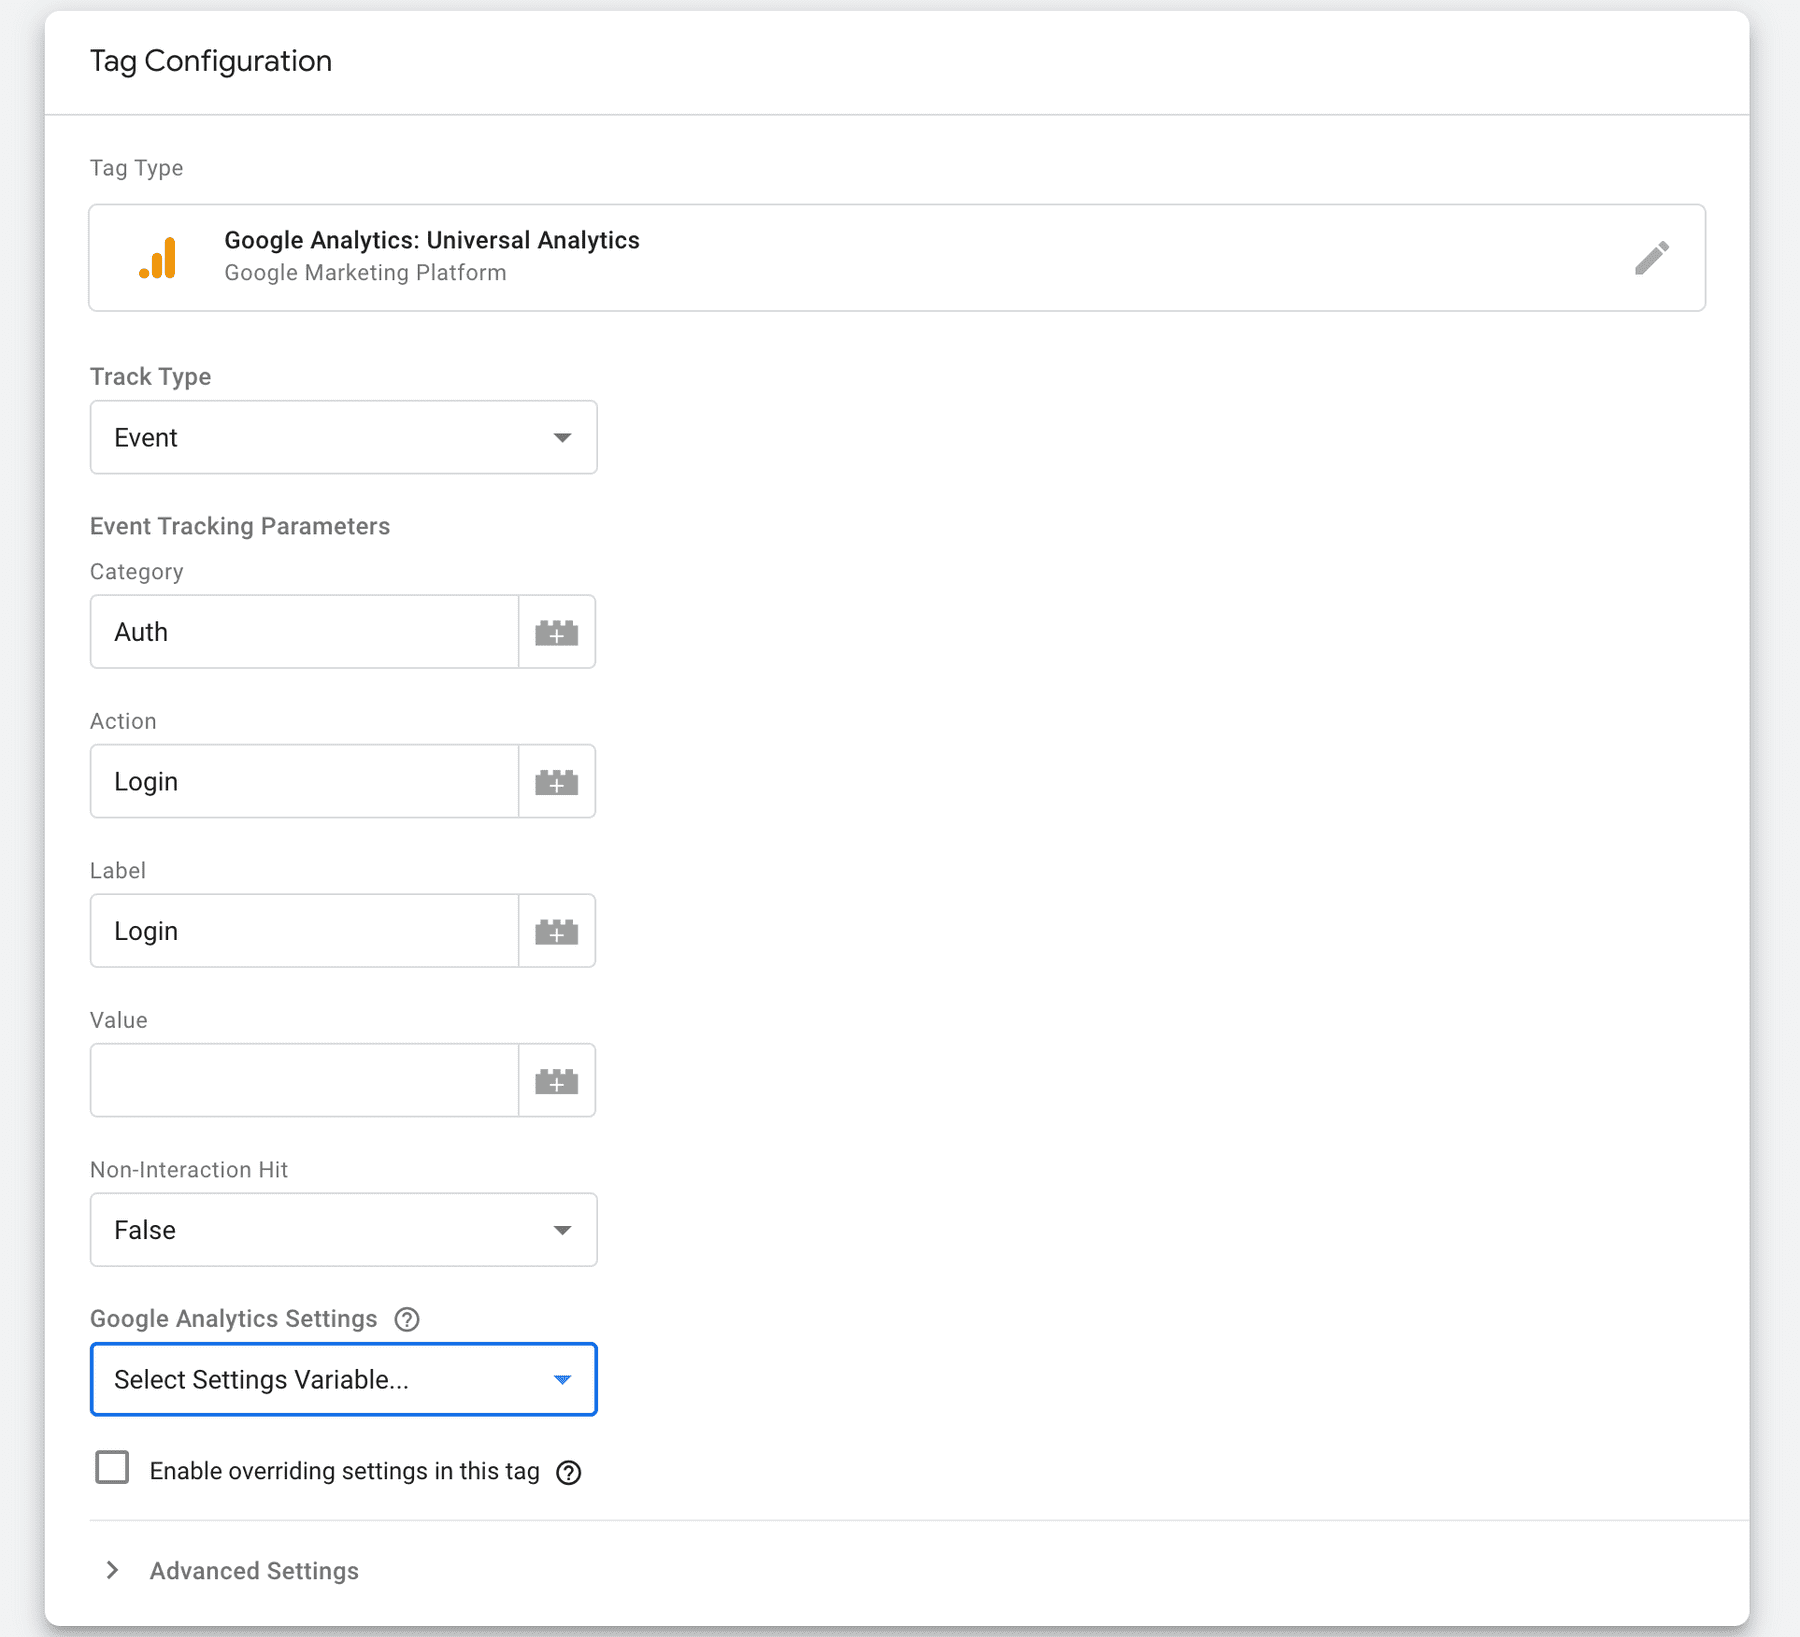 Tag Configuration
Tag Type
Google Analytics: Universal Analytics
Google Marketing Platform
Track Type
Event
Event Tracking Parameters
Category
Auth
Action
Login
Label
Login
Value
Non-Interaction Hit
False
Google Analytics Settings
Select Settings Variable...
Enable overriding settings in this tag
Advanced Settings